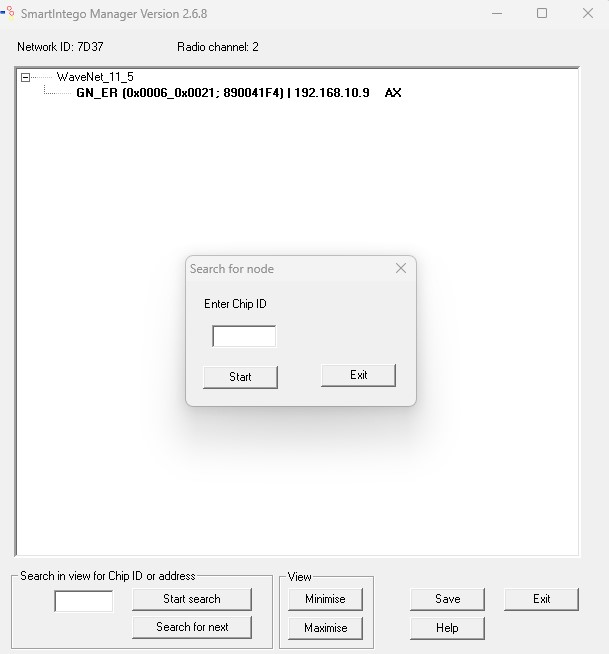 SmartIntego Manager Version 2.6.8
Network ID: 7D37 Radio channel: 2
WaveNet_11_5
GN_ER (0x0006_0x0021; 890041F4) | 192.168.10.9 AX
Search for node
Enter Chip ID
Start Exit
Search in view for Chip ID or address
Start search
Search for next
View
Minimise
Maximise
Save Exit
Help